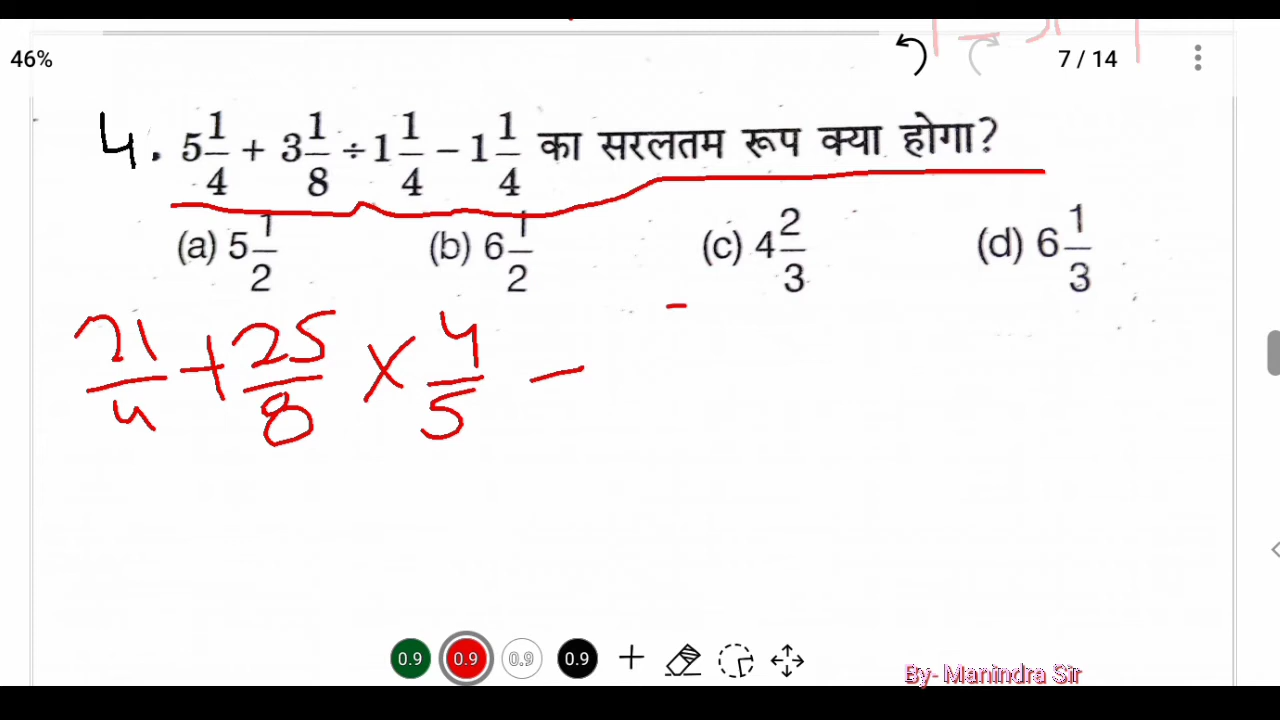 46%
7 / 14
4. 5 1/4 + 3 1/8 ÷ 1 1/4 − 1 1/4 का सरलतम रूप क्या होगा?
(a) 5 1/2 (b) 6 1/2 (c) 4 2/3 (d) 6 1/3
21/4 + 25/8 × 4/5 −
0.9 0.9 0.9 0.9
By- Manindra Sir